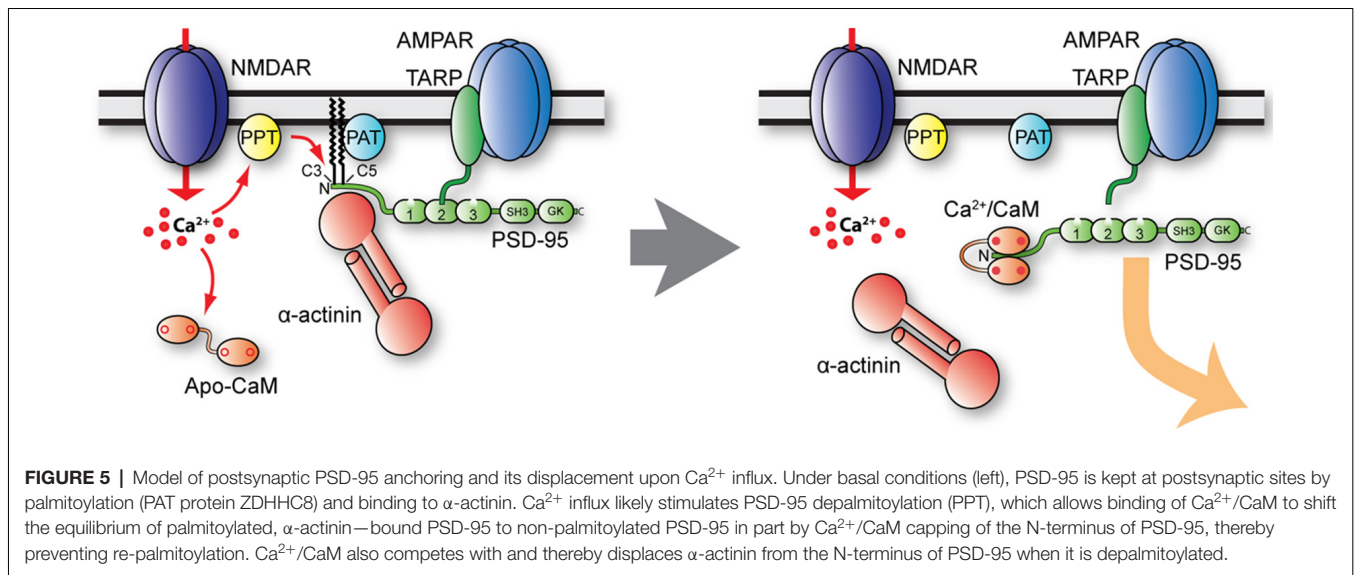 AMPAR
NMDAR
TARP
PPT
PAT
C3
C5
N
Ca²⁺
1 2 3 SH3 GK C
PSD-95
α-actinin
Apo-CaM
AMPAR
NMDAR
TARP
PPT
PAT
Ca²⁺
Ca²⁺/CaM
N
1 2 3 SH3 GK C
PSD-95
α-actinin
FIGURE 5 | Model of postsynaptic PSD-95 anchoring and its displacement upon Ca²⁺ influx. Under basal conditions (left), PSD-95 is kept at postsynaptic sites by
palmitoylation (PAT protein ZDHHC8) and binding to α-actinin. Ca²⁺ influx likely stimulates PSD-95 depalmitoylation (PPT), which allows binding of Ca²⁺/CaM to shift
the equilibrium of palmitoylated, α-actinin—bound PSD-95 to non-palmitoylated PSD-95 in part by Ca²⁺/CaM capping of the N-terminus of PSD-95, thereby
preventing re-palmitoylation. Ca²⁺/CaM also competes with and thereby displaces α-actinin from the N-terminus of PSD-95 when it is depalmitoylated.